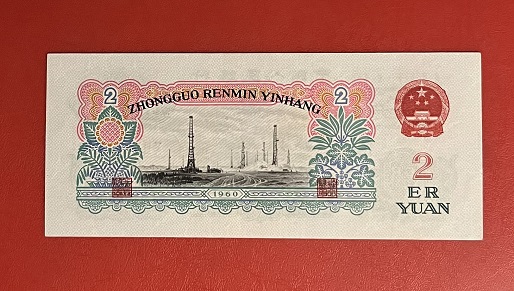 2
2
ZHONGGUO RENMIN YINHANG
1960
2
ER
YUAN